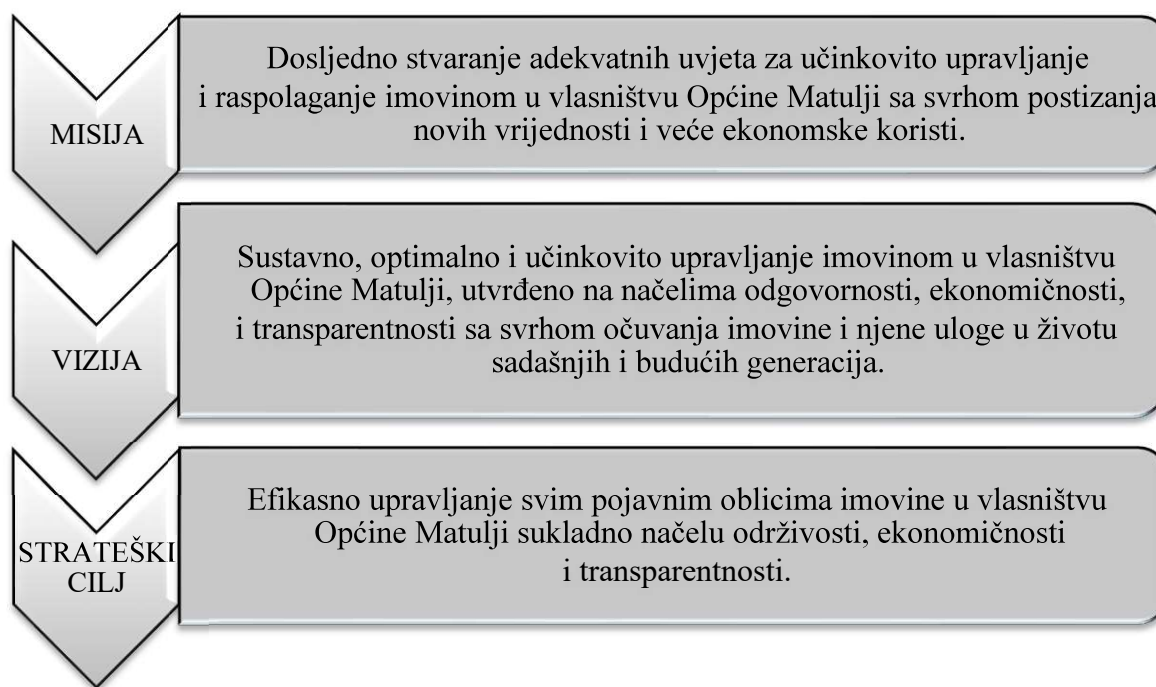 MISIJA
Dosljedno stvaranje adekvatnih uvjeta za učinkovito upravljanje
i raspolaganje imovinom u vlasništvu Općine Matulji sa svrhom postizanja
novih vrijednosti i veće ekonomske koristi.
VIZIJA
Sustavno, optimalno i učinkovito upravljanje imovinom u vlasništvu
Općine Matulji, utvrđeno na načelima odgovornosti, ekonomičnosti,
i transparentnosti sa svrhom očuvanja imovine i njene uloge u životu
sadašnjih i budućih generacija.
STRATEŠKI
CILJ
Efikasno upravljanje svim pojavnim oblicima imovine u vlasništvu
Općine Matulji sukladno načelu održivosti, ekonomičnosti
i transparentnosti.